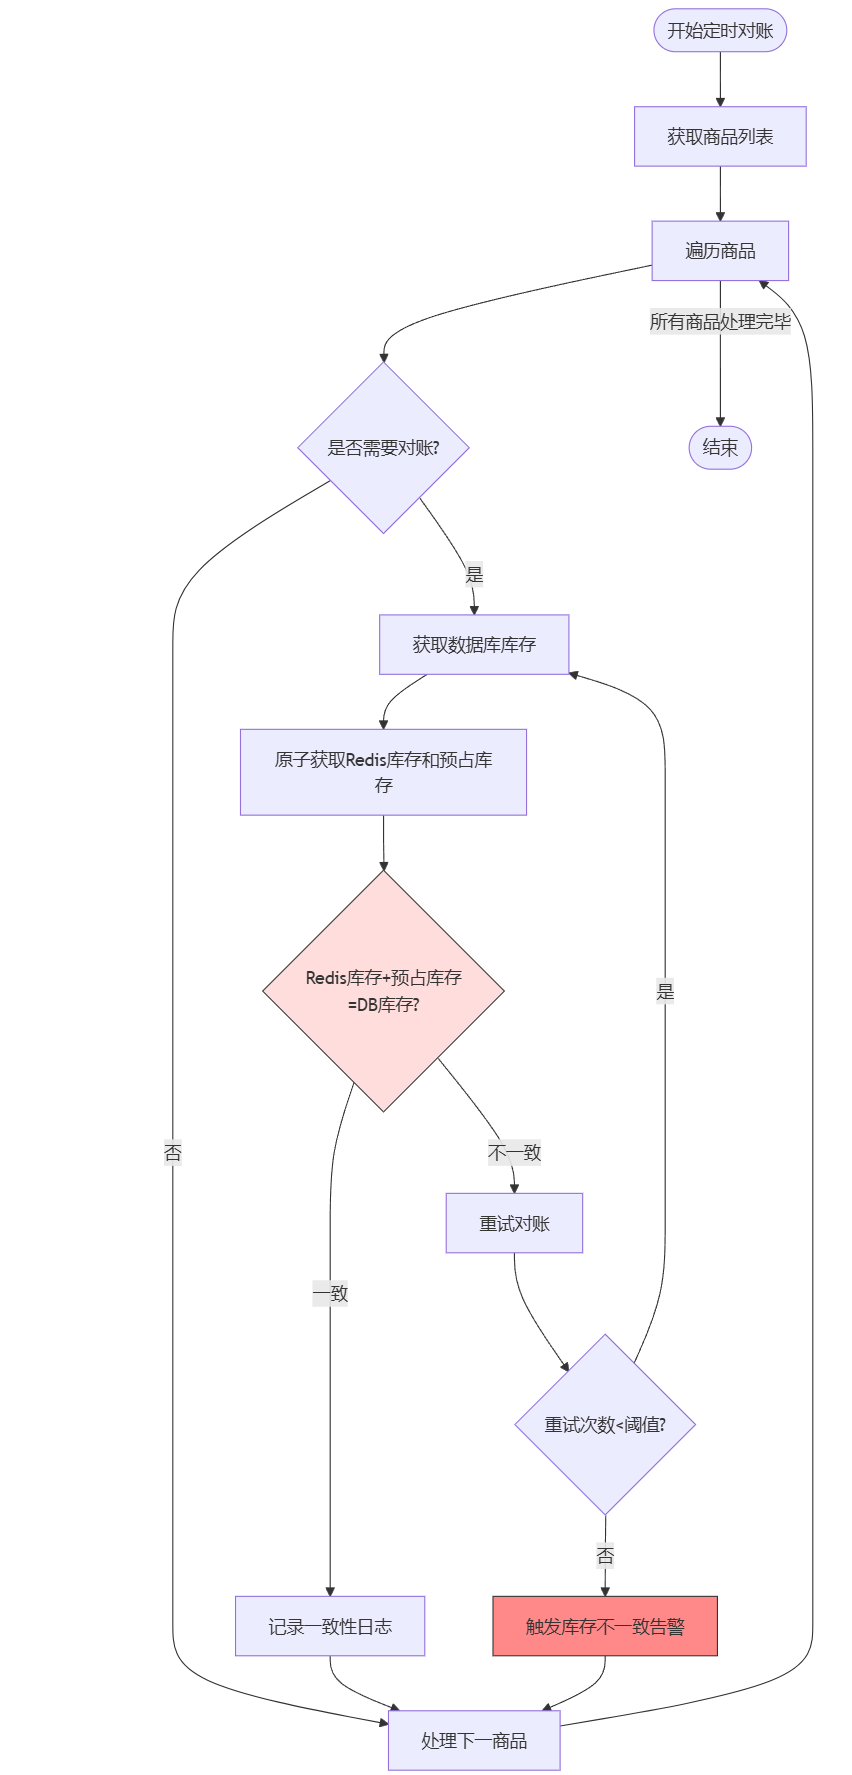 开始定时对账
获取商品列表
遍历商品
所有商品处理完毕
是否需要对账?
结束
是
获取数据库库存
原子获取Redis库存和预占库
存
Redis库存+预占库存
=DB库存?
是
否
不一致
重试对账
一致
重试次数<阈值?
否
记录一致性日志
触发库存不一致告警
处理下一商品